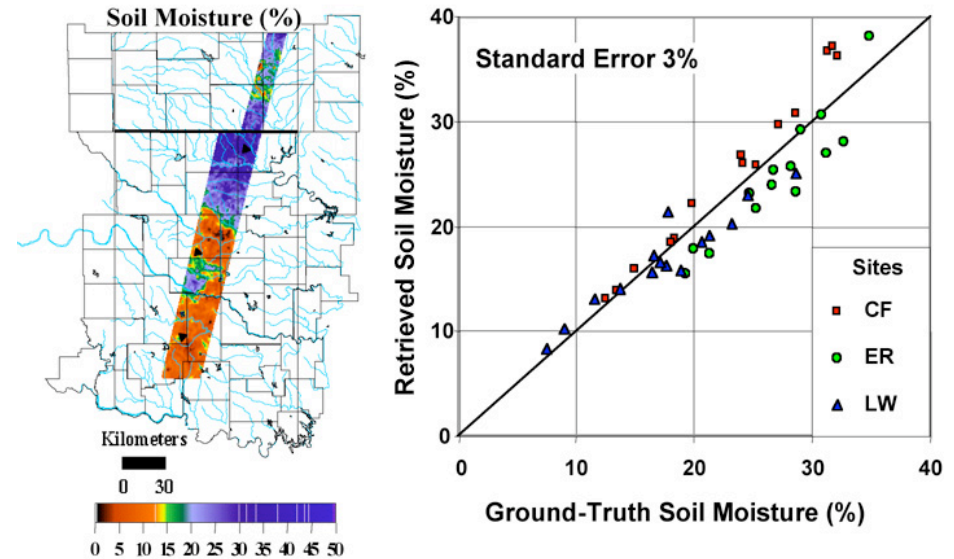 Soil Moisture (%)
Kilometers
0 30
0 5 10 15 20 25 30 35 40 45 50
Retrieved Soil Moisture (%)
40
30
20
10
0
Standard Error 3%
Sites
CF
ER
LW
0 10 20 30 40
Ground-Truth Soil Moisture (%)